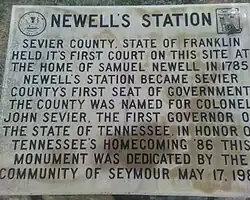 NEWELL'S STATION
SEVIER COUNTY, STATE OF FRANKLIN
HELD IT'S FIRST COURT ON THIS SITE AT
THE HOME OF SAMUEL NEWELL IN 1785
NEWELL'S STATION BECAME SEVIER
COUNTY'S FIRST SEAT OF GOVERNMENT
THE COUNTY WAS NAMED FOR COLONEL
JOHN SEVIER, THE FIRST GOVERNOR O
THE STATE OF TENNESSEE, IN HONOR O
TENNESSEE'S HOMECOMING '86 THIS
MONUMENT WAS DEDICATED BY THE
COMMUNITY OF SEYMOUR MAY 17, 198